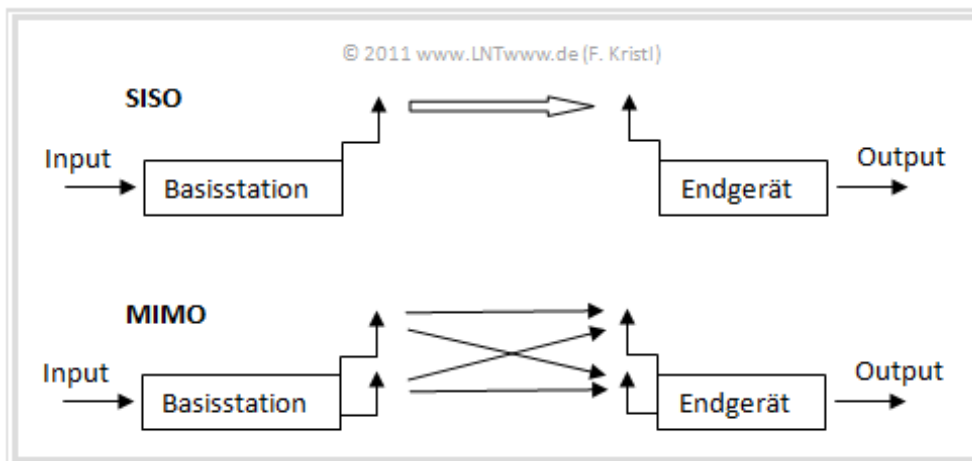 © 2011 www.LNTwww.de (F. Kristl)
SISO
Input
Output
Basisstation
Endgerät
MIMO
Input
Output
Basisstation
Endgerät